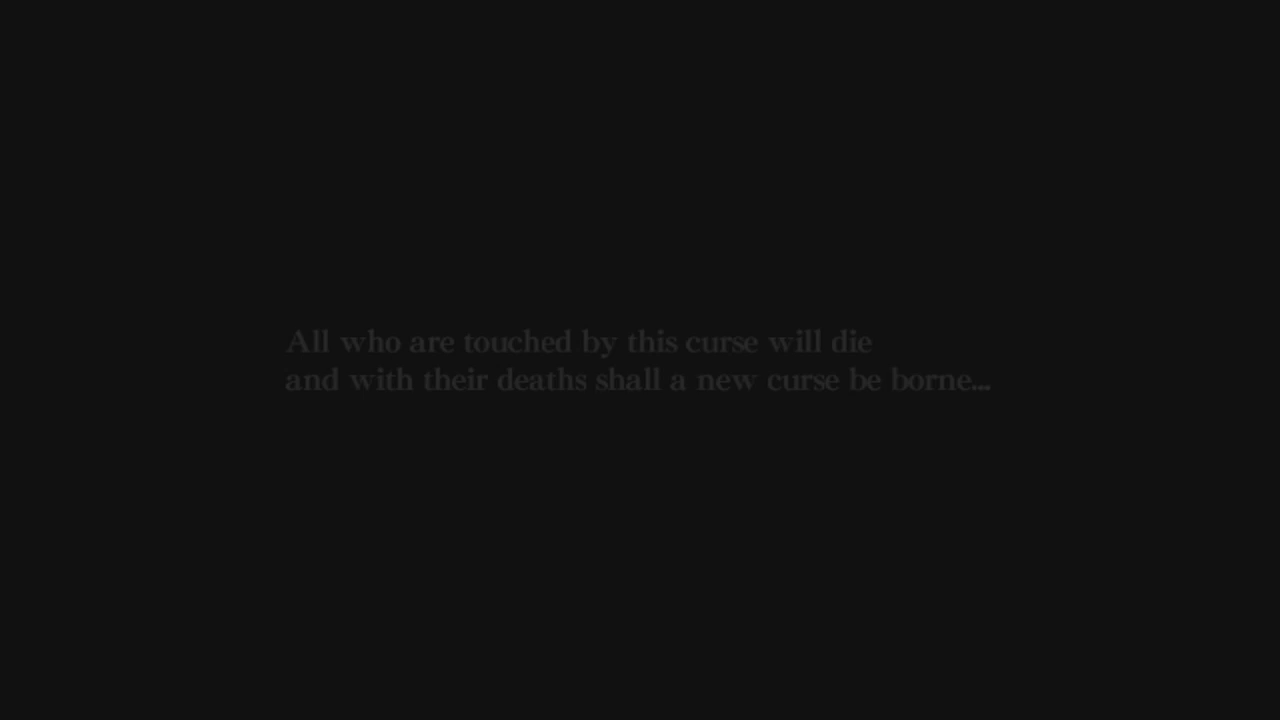 All who are touched by this curse will die
and with their deaths shall a new curse be borne...